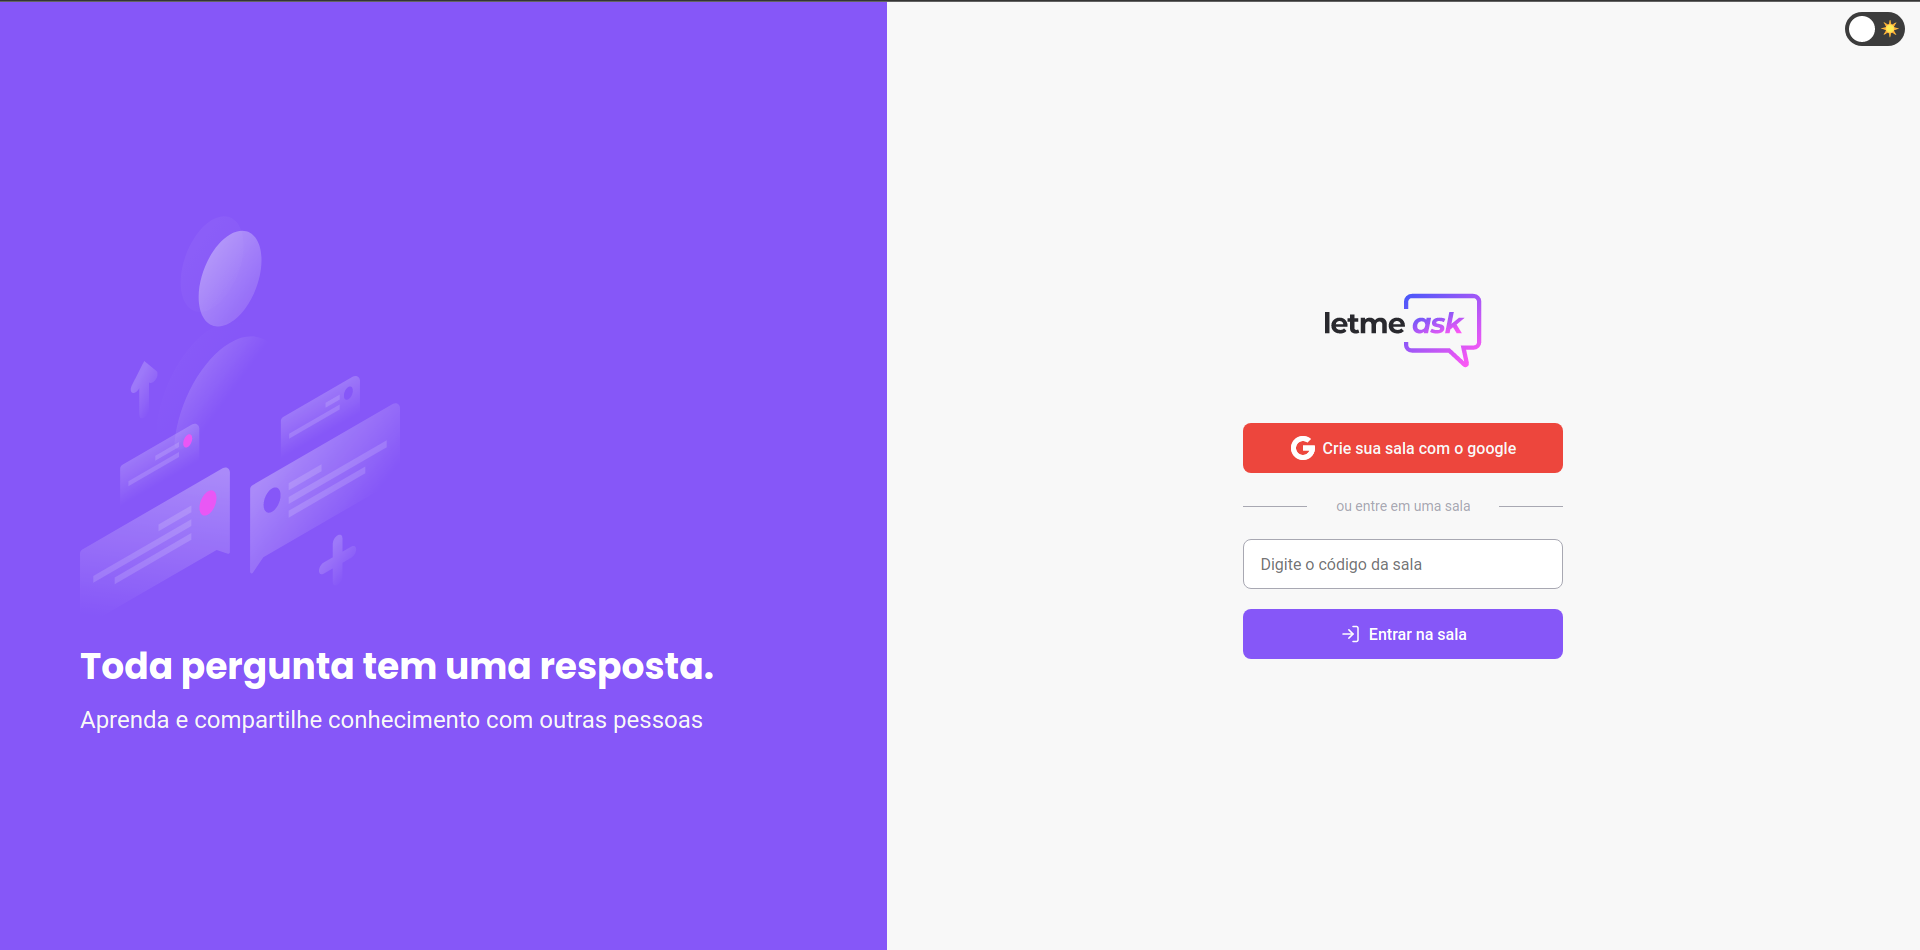 Toda pergunta tem uma resposta.
Aprenda e compartilhe conhecimento com outras pessoas
letme ask
Crie sua sala com o google
ou entre em uma sala
Digite o código da sala
Entrar na sala